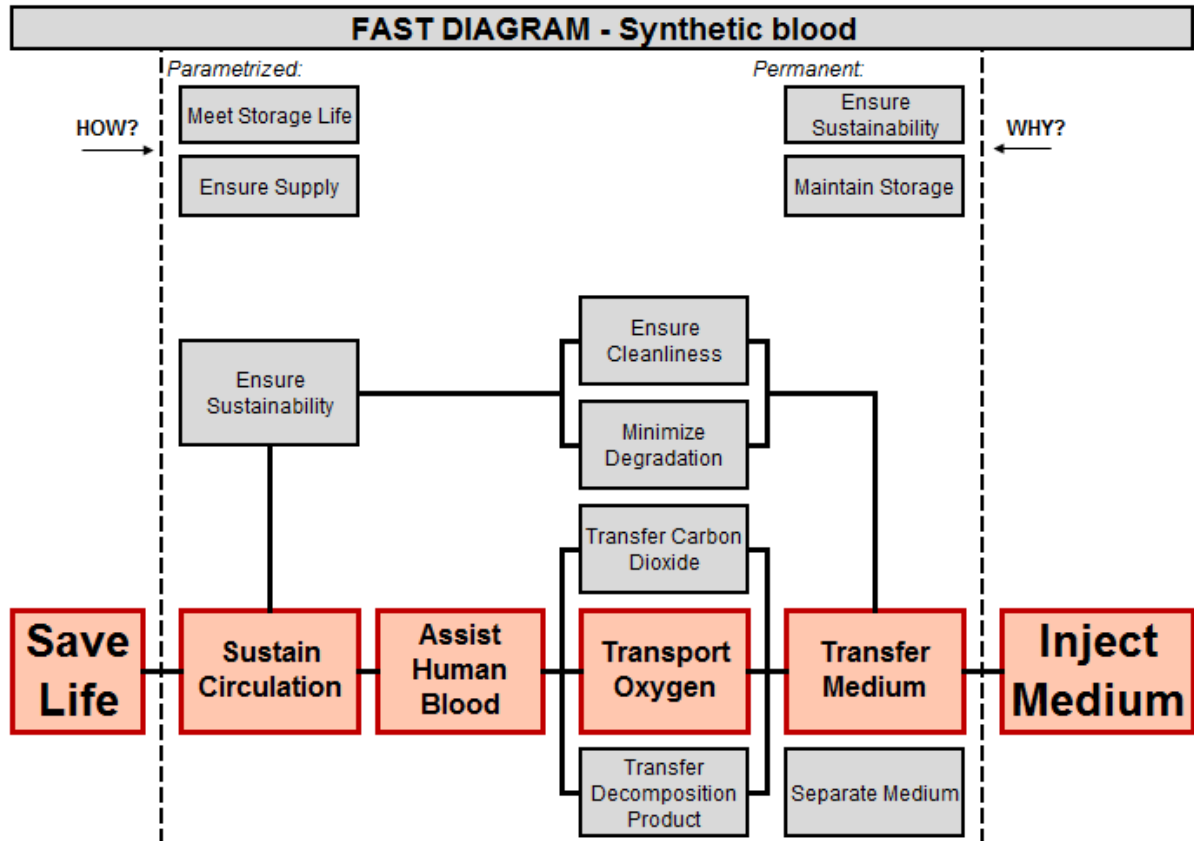 FAST DIAGRAM - Synthetic blood
Parametrized:
Permanent:
HOW?
Meet Storage Life
Ensure
Sustainability
WHY?
Ensure Supply
Maintain Storage
Ensure
Cleanliness
Ensure
Sustainability
Minimize
Degradation
Transfer Carbon
Dioxide
Save
Life
Sustain
Circulation
Assist
Human
Blood
Transport
Oxygen
Transfer
Medium
Inject
Medium
Transfer
Decomposition
Product
Separate Medium